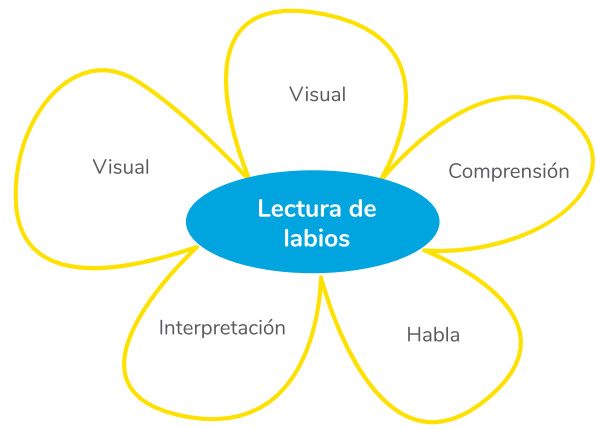 Visual
Visual
Comprensión
Lectura de
labios
Interpretación
Habla